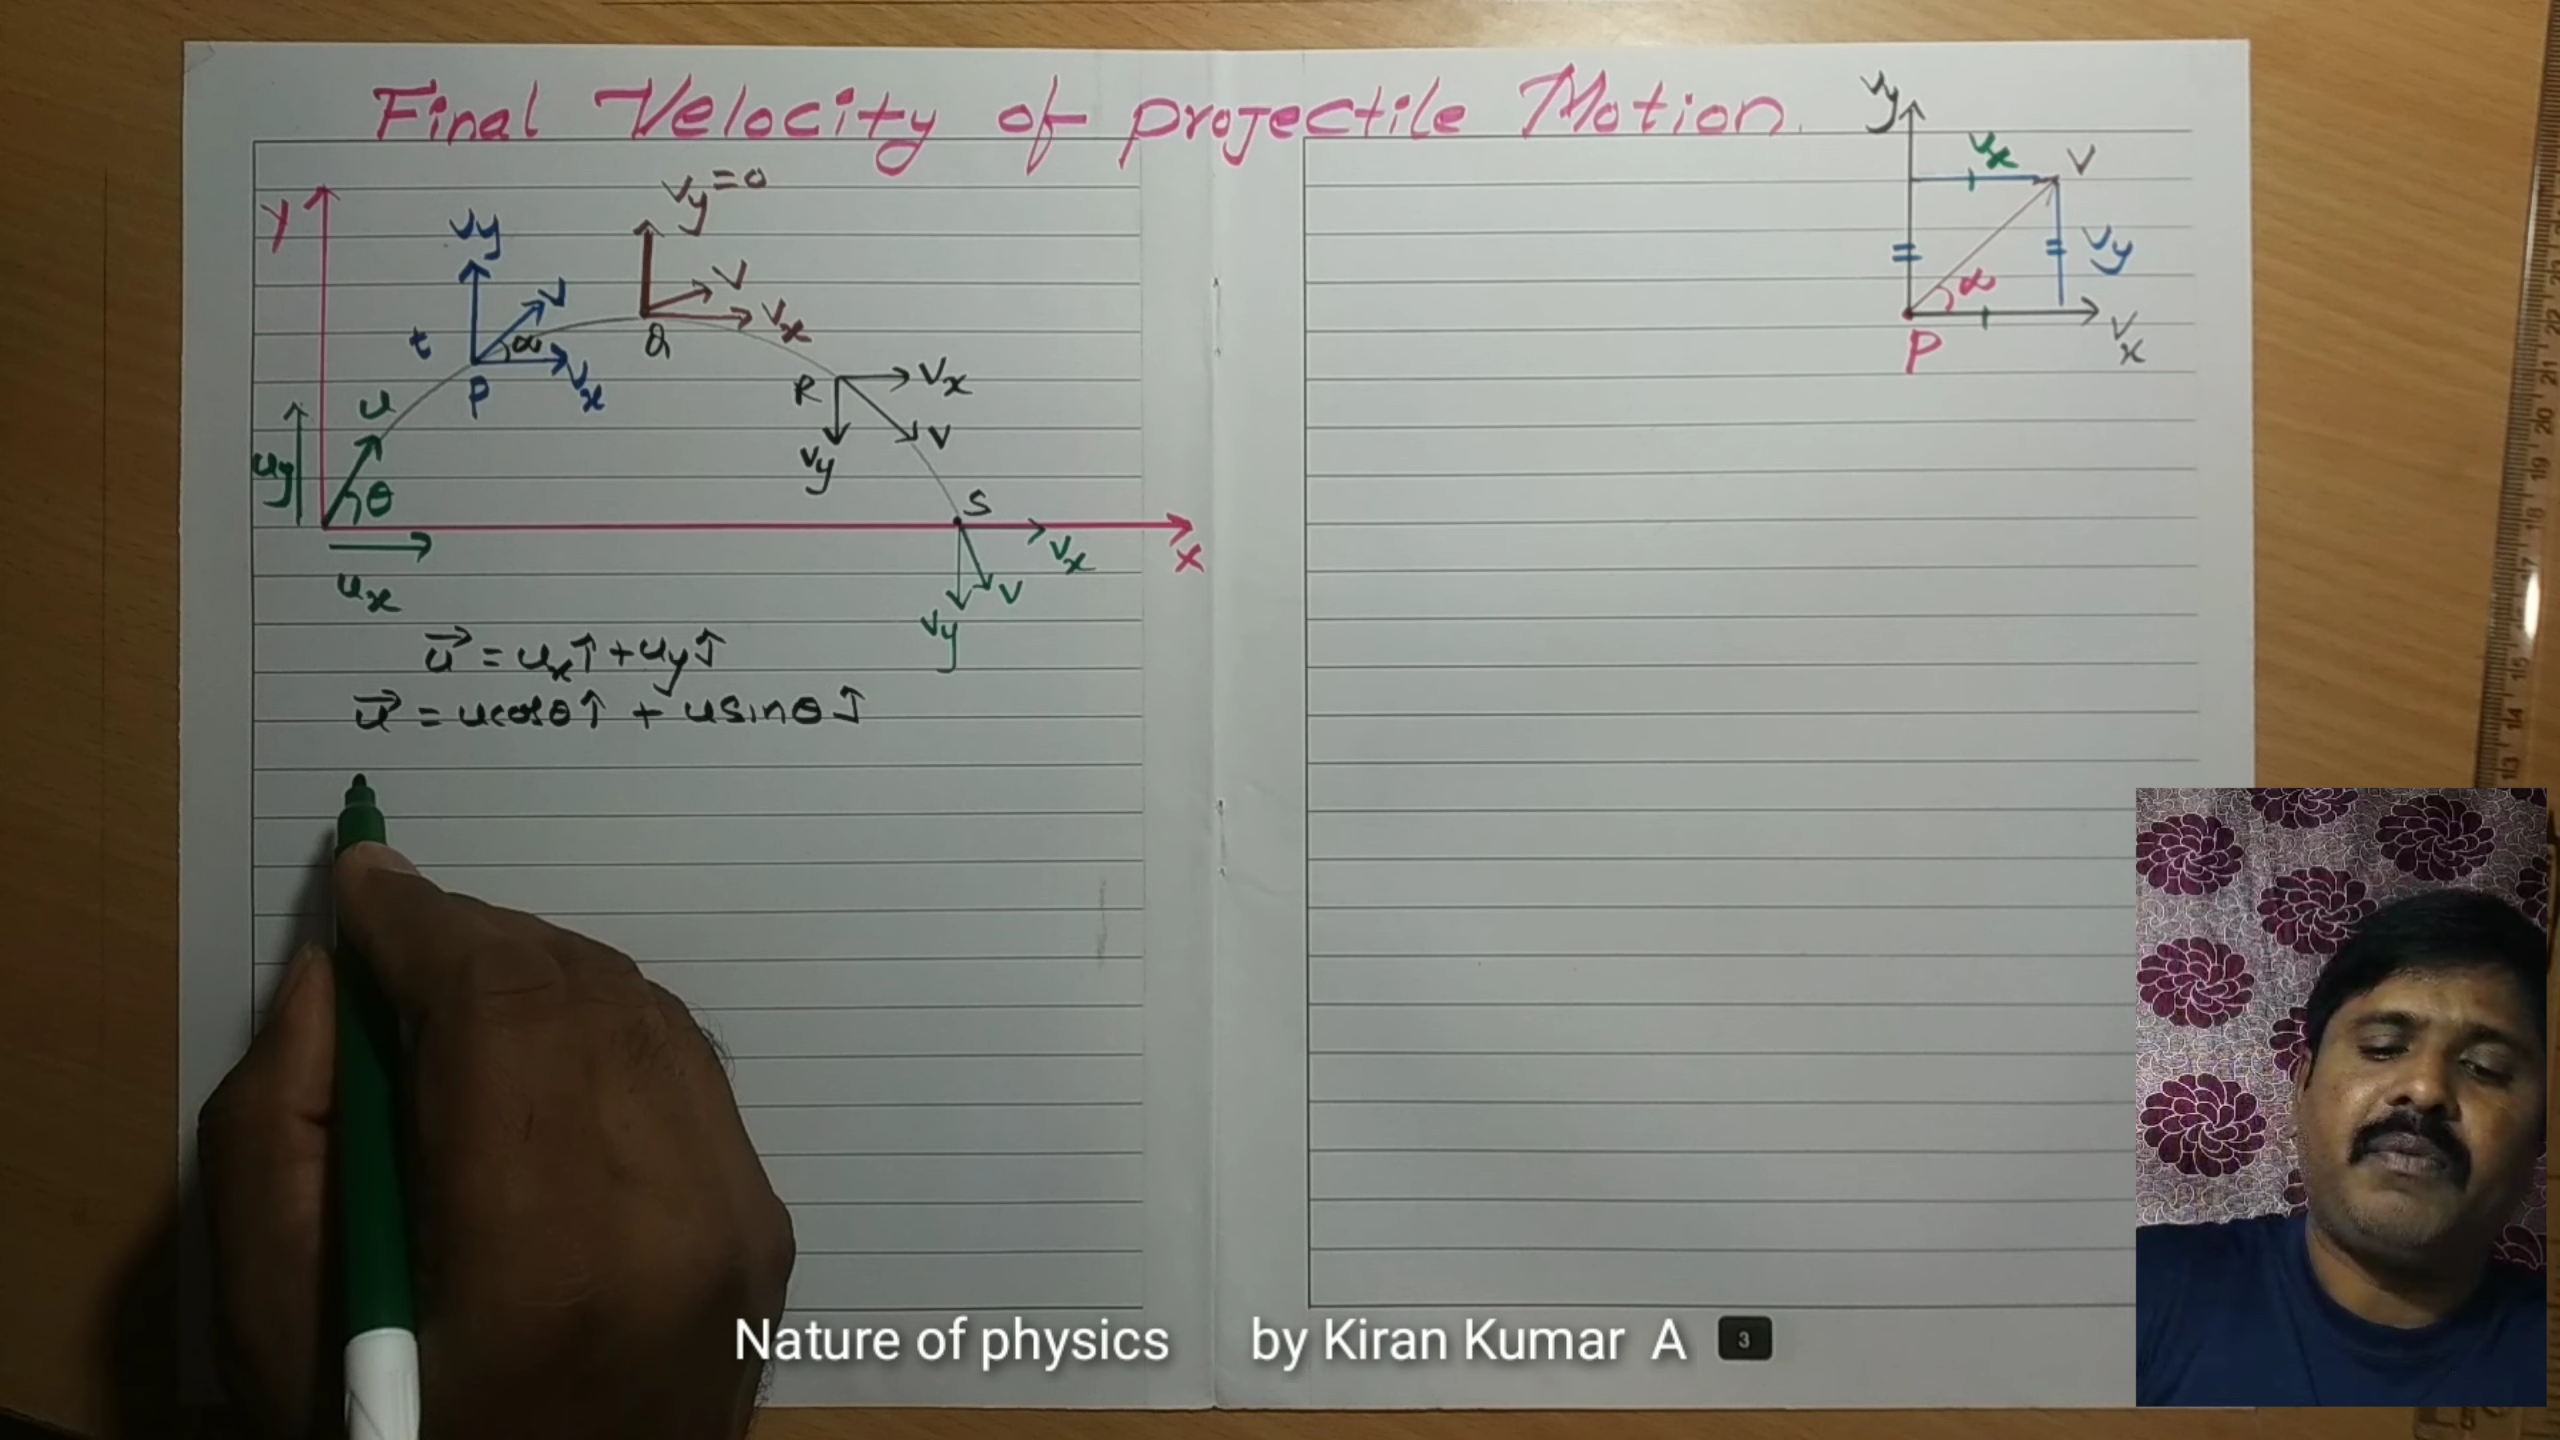 Final Velocity of projectile Motion.
y
vy
t
v
α
P
vx
vy=0
v
vx
Q
R
vx
v
vy
u
uy
θ
ux
S
vx
v
vy
x
u⃗ = ux î + uy ĵ
u⃗ = ucosθ î + usinθ ĵ
vy
vx
v
vy
α
P
vx
Nature of physics by Kiran Kumar A 3